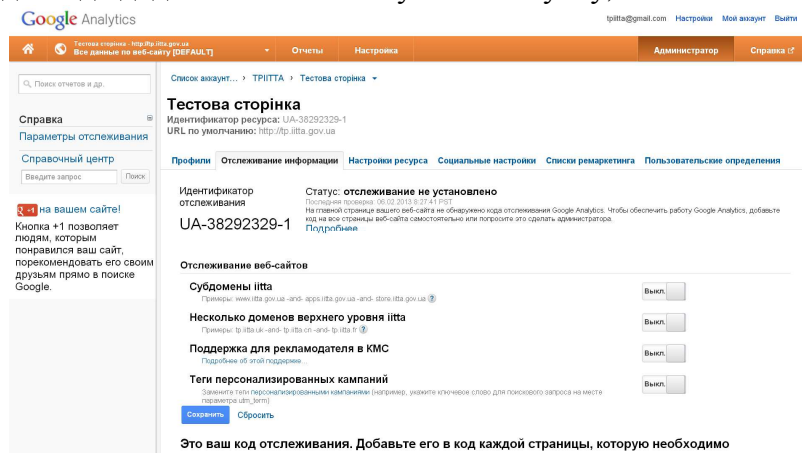 Google Analytics
tpiitta@gmail.com Настройки Мой аккаунт Выйти
Тестова сторінка - http://tp.iitta.gov.ua
Все данные по веб-сайту [DEFAULT]
Отчеты Настройка Администратор Справка
Поиск отчетов и др.
Справка
Параметры отслеживания
Справочный центр
Введите запрос Поиск
g +1 на вашем сайте!
Кнопка +1 позволяет
людям, которым
понравился ваш сайт,
порекомендовать его своим
друзьям прямо в поиске
Google.
Список аккаунт... › ТРІІТТА › Тестова сторінка
Тестова сторінка
Идентификатор ресурса: UA-38292329-1
URL по умолчанию: http://tp.iitta.gov.ua
Профили Отслеживание информации Настройки ресурса Социальные настройки Списки ремаркетинга Пользовательские определения
Идентификатор
отслеживания
UA-38292329-1
Статус: отслеживание не установлено
Последняя проверка: 06.02.2013 8:27:41 PST
На главной странице вашего веб-сайта не обнаружено кода отслеживания Google Analytics. Чтобы обеспечить работу Google Analytics, добавьте
код на все страницы веб-сайта самостоятельно или попросите это сделать администратора.
Подробнее
Отслеживание веб-сайтов
Субдомены iitta
Примеры: www.iitta.gov.ua -and- apps.iitta.gov.ua -and- store.iitta.gov.ua ?
Выкл.
Несколько доменов верхнего уровня iitta
Примеры: tp.iitta.uk -and- tp.iitta.cn -and- tp.iitta.fr ?
Выкл.
Поддержка для рекламодателя в КМС
Подробнее об этой поддержке...
Выкл.
Теги персонализированных кампаний
Замените теги персонализированными кампаниями (например, укажите ключевое слово для поискового запроса на месте
параметра utm_term)
Выкл.
Сохранить Сбросить
Это ваш код отслеживания. Добавьте его в код каждой страницы, которую необходимо